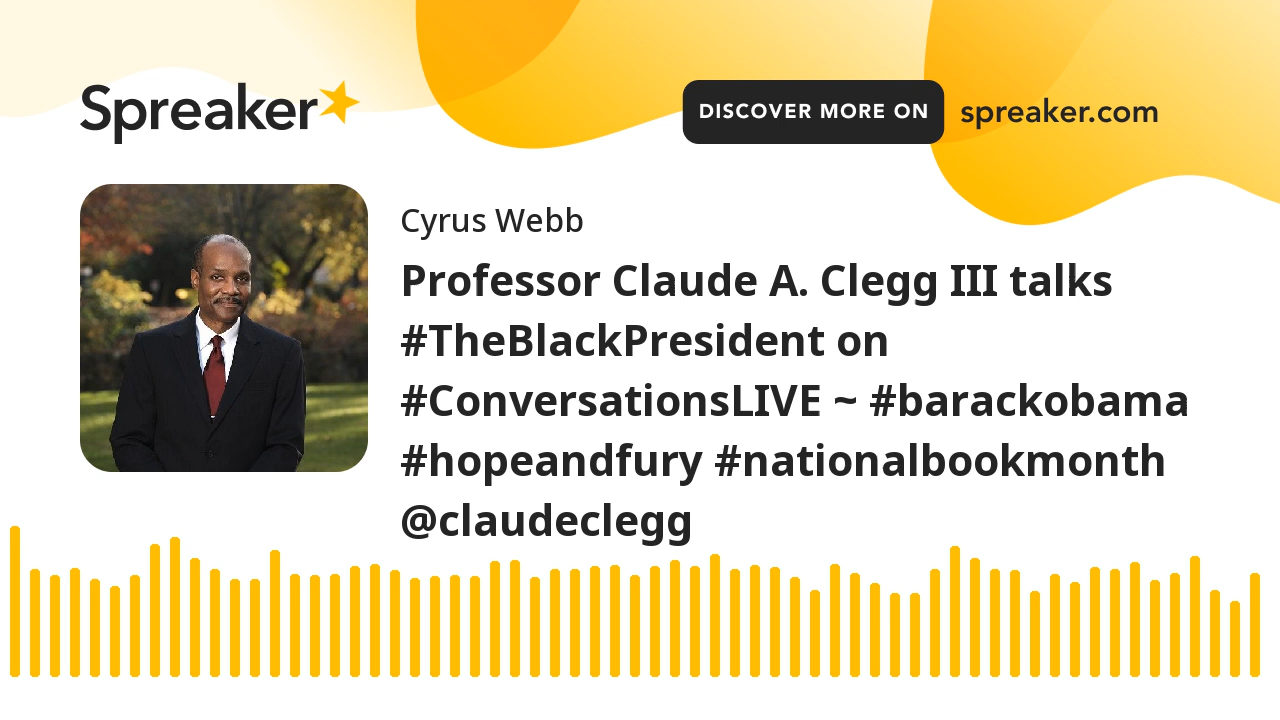 Spreaker
DISCOVER MORE ON spreaker.com
Cyrus Webb
Professor Claude A. Clegg III talks
#TheBlackPresident on
#ConversationsLIVE ~ #barackobama
#hopeandfury #nationalbookmonth
@claudeclegg